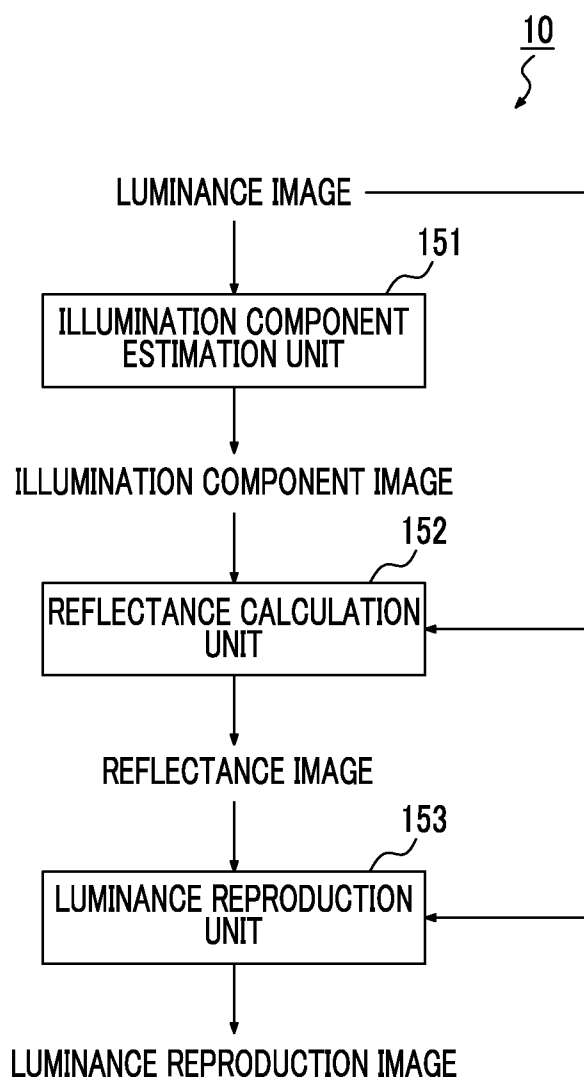 10
LUMINANCE IMAGE
151
ILLUMINATION COMPONENT
ESTIMATION UNIT
ILLUMINATION COMPONENT IMAGE
152
REFLECTANCE CALCULATION
UNIT
REFLECTANCE IMAGE
153
LUMINANCE REPRODUCTION
UNIT
LUMINANCE REPRODUCTION IMAGE